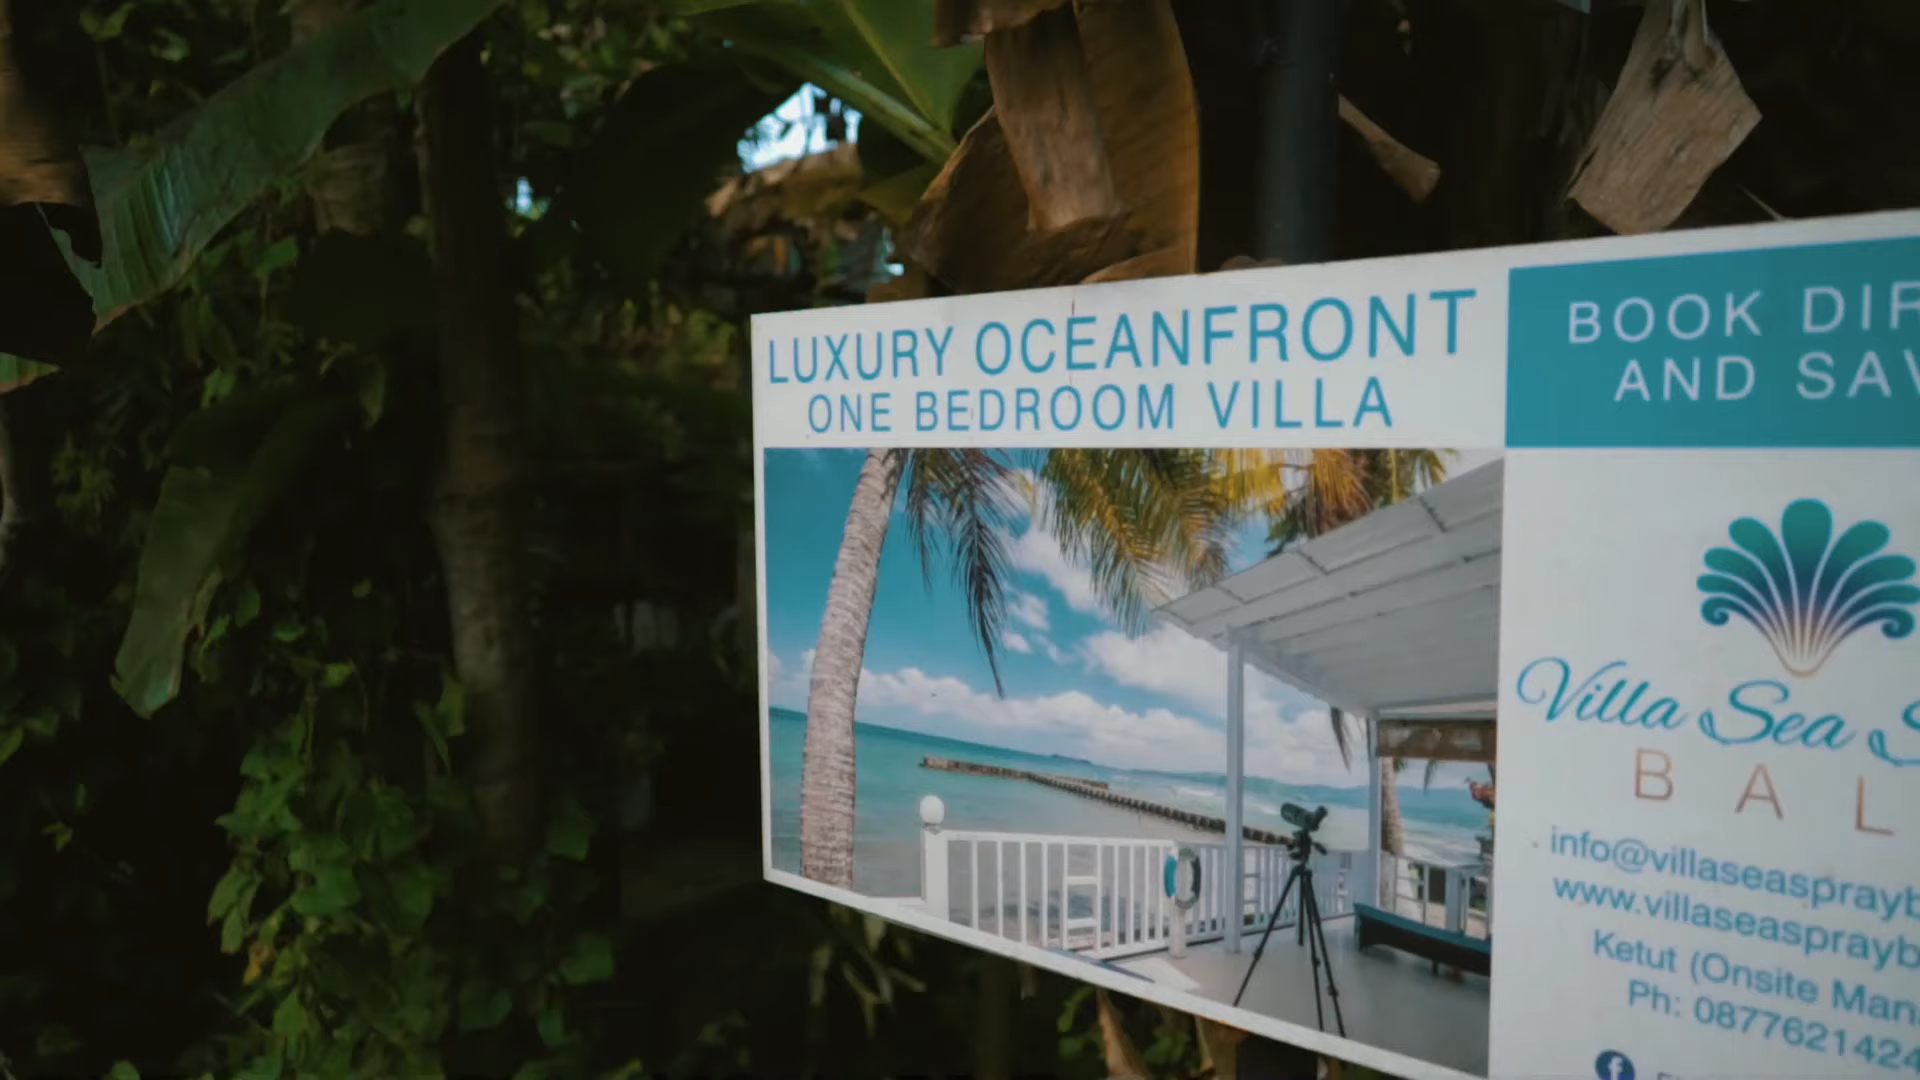 LUXURY OCEANFRONT
ONE BEDROOM VILLA
BOOK DIR
AND SAV
Villa Sea S
BAL
info@villaseasprayb
www.villaseasprayb
Ketut (Onsite Man
Ph: 0877621424